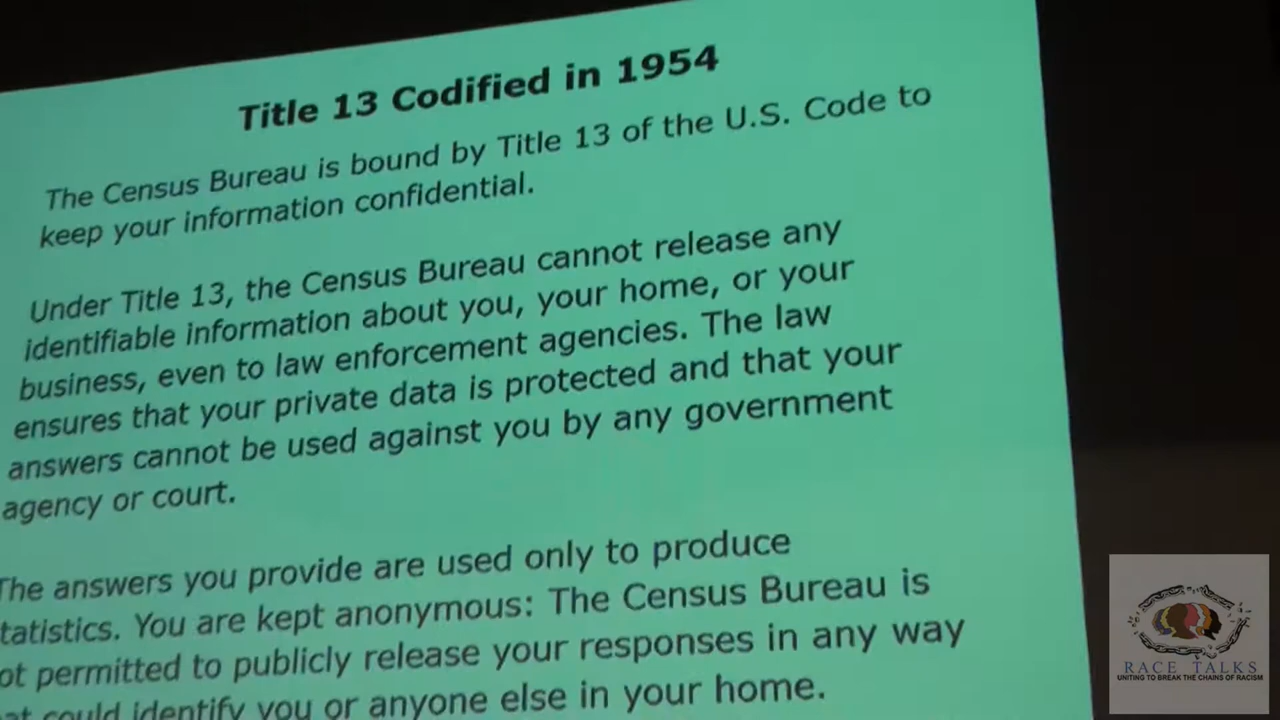 Title 13 Codified in 1954
The Census Bureau is bound by Title 13 of the U.S. Code to
keep your information confidential.
Under Title 13, the Census Bureau cannot release any
identifiable information about you, your home, or your
business, even to law enforcement agencies. The law
ensures that your private data is protected and that your
answers cannot be used against you by any government
agency or court.
The answers you provide are used only to produce
tatistics. You are kept anonymous: The Census Bureau is
ot permitted to publicly release your responses in any way
at could identify you or anyone else in your home.
RACE TALKS
UNITING TO BREAK THE CHAINS OF RACISM